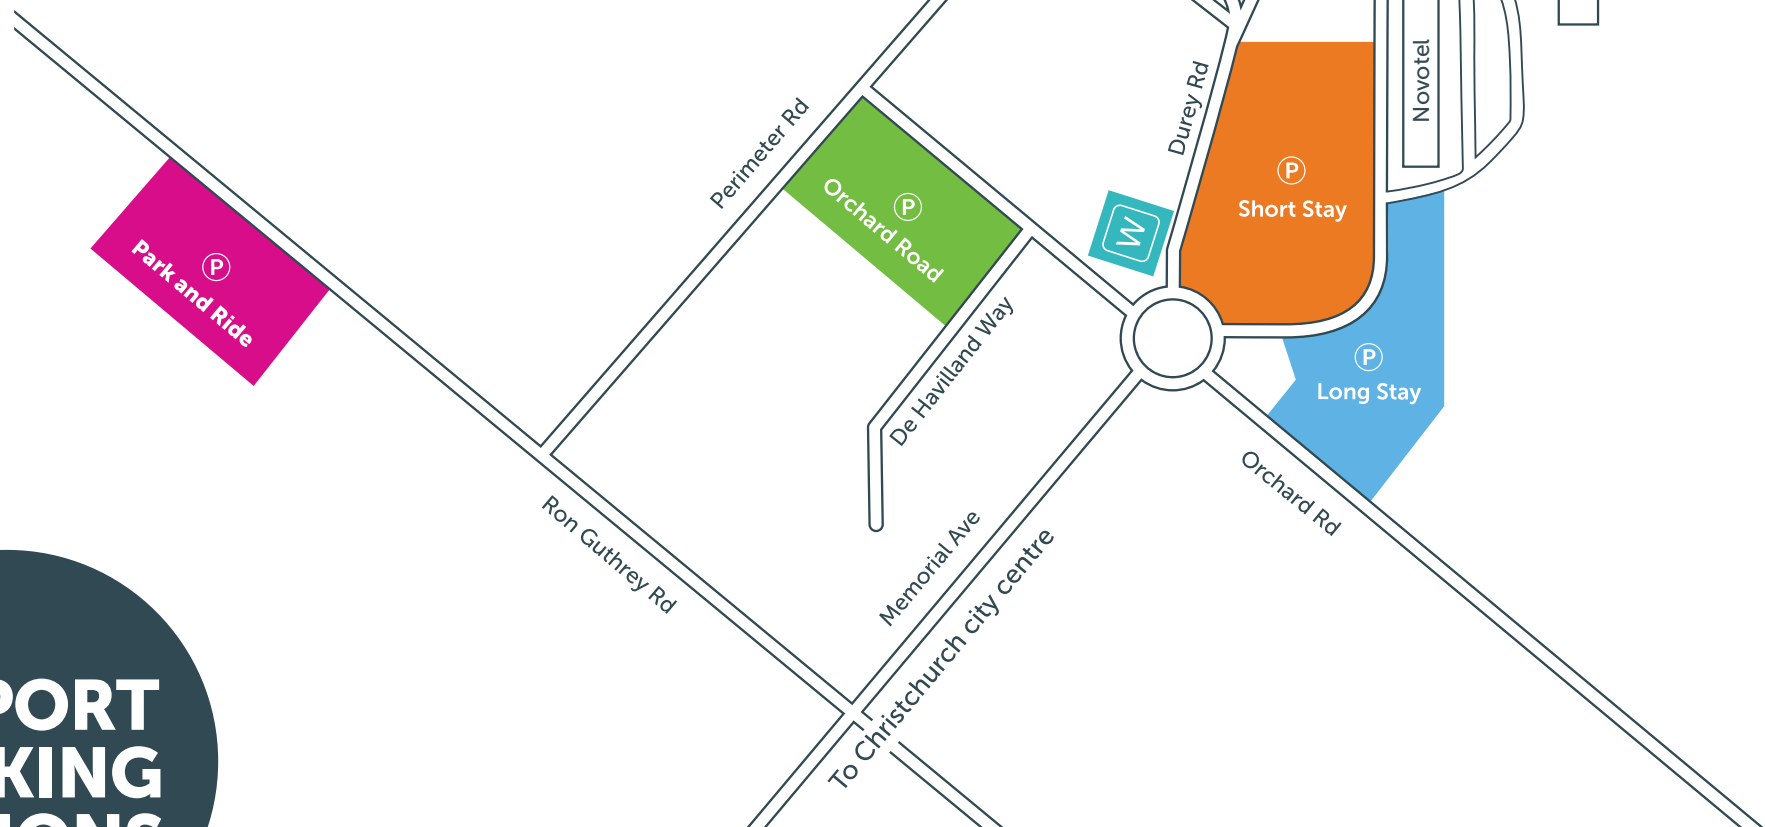 Novotel
Durey Rd
Perimeter Rd
P
Short Stay
P
Orchard Road
W
P
Park and Ride
De Havilland Way
P
Long Stay
Orchard Rd
Ron Guthrey Rd
Memorial Ave
To Christchurch city centre
PORT
KING
IONS